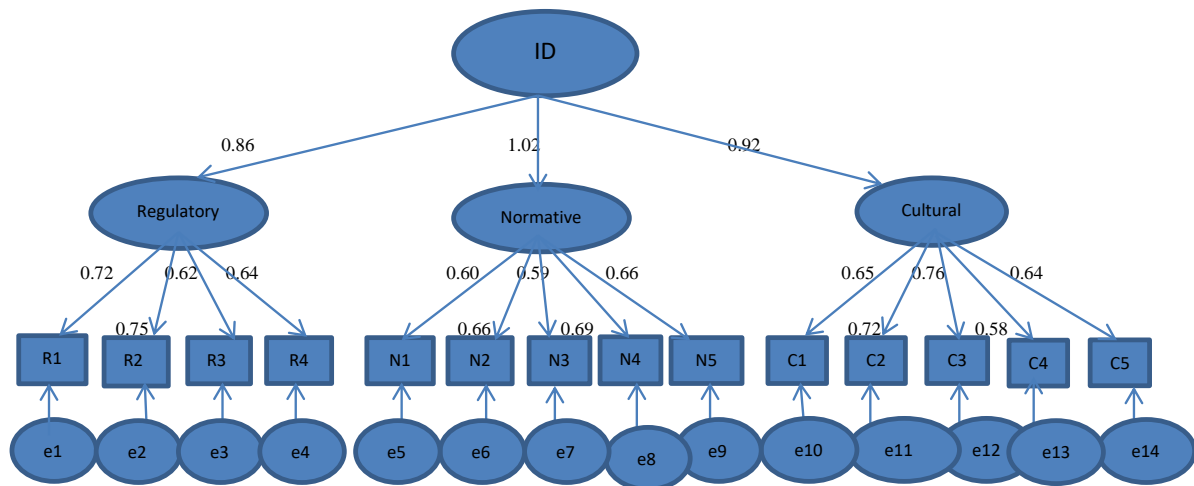 ID
0.86 1.02 0.92
Regulatory Normative Cultural
0.72 0.62 0.64 0.60 0.59 0.66 0.65 0.76 0.64
0.75 0.66 0.69 0.72 0.58
R1 R2 R3 R4 N1 N2 N3 N4 N5 C1 C2 C3 C4 C5
e1 e2 e3 e4 e5 e6 e7 e8 e9 e10 e11 e12 e13 e14